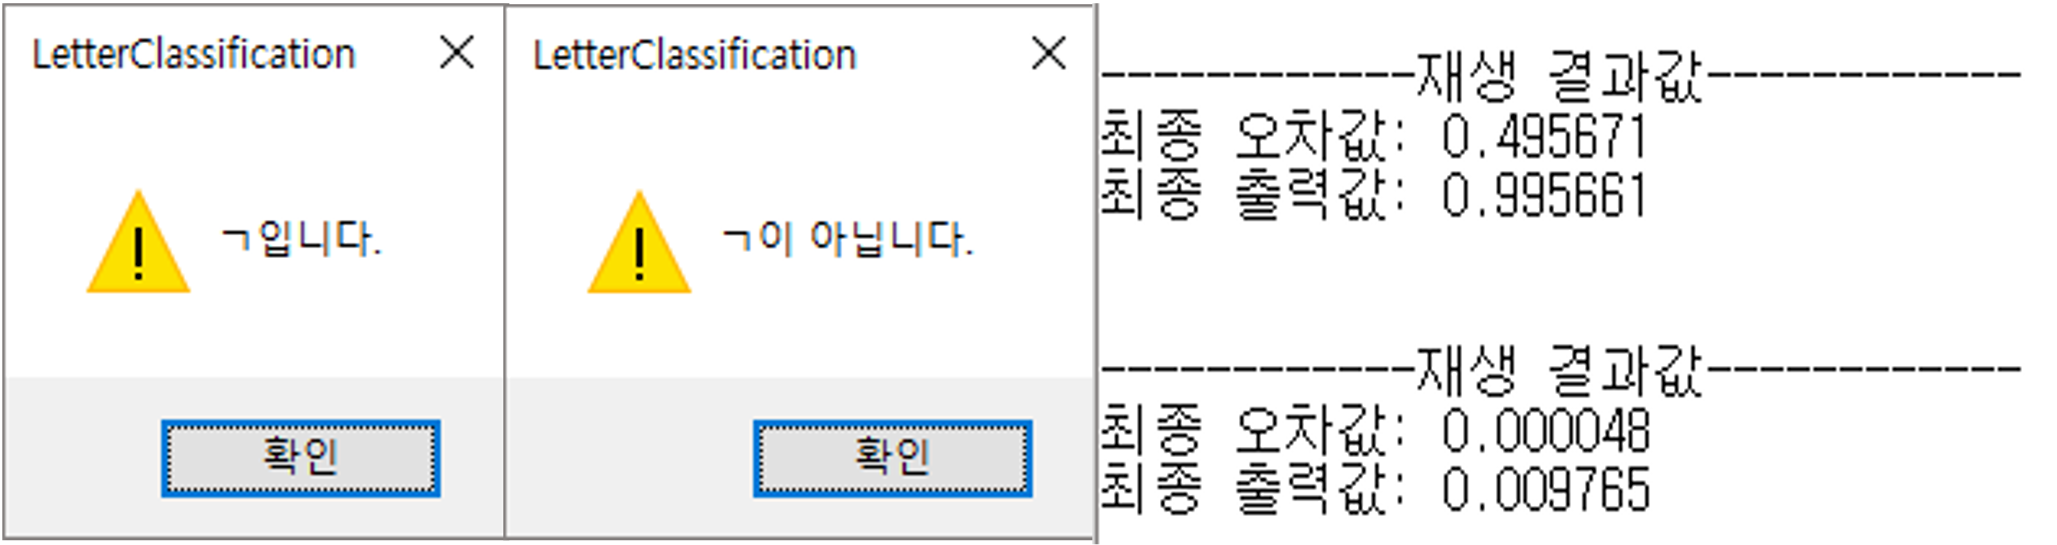 LetterClassification
ㄱ입니다.
확인
LetterClassification
ㄱ이 아닙니다.
확인
------------재생 결과값------------
최종 오차값: 0.495671
최종 출력값: 0.995661
------------재생 결과값------------
최종 오차값: 0.000048
최종 출력값: 0.009765